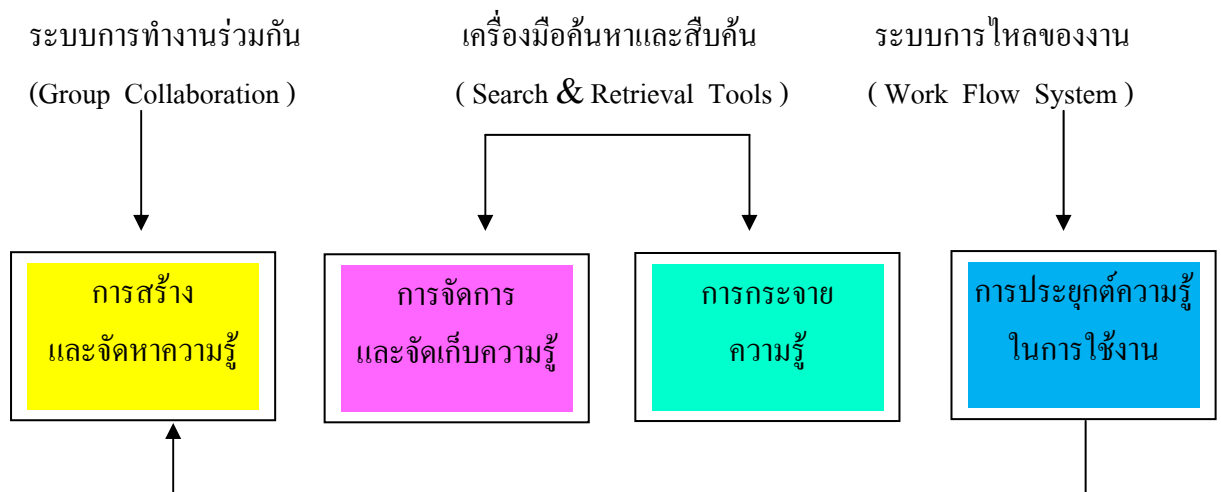 ระบบการทำงานร่วมกัน
(Group Collaboration )
เครื่องมือค้นหาและสืบค้น
( Search & Retrieval Tools )
ระบบการไหลของงาน
( Work Flow System )
การสร้าง
และจัดหาความรู้
การจัดการ
และจัดเก็บความรู้
การกระจาย
ความรู้
การประยุกต์ความรู้
ในการใช้งาน